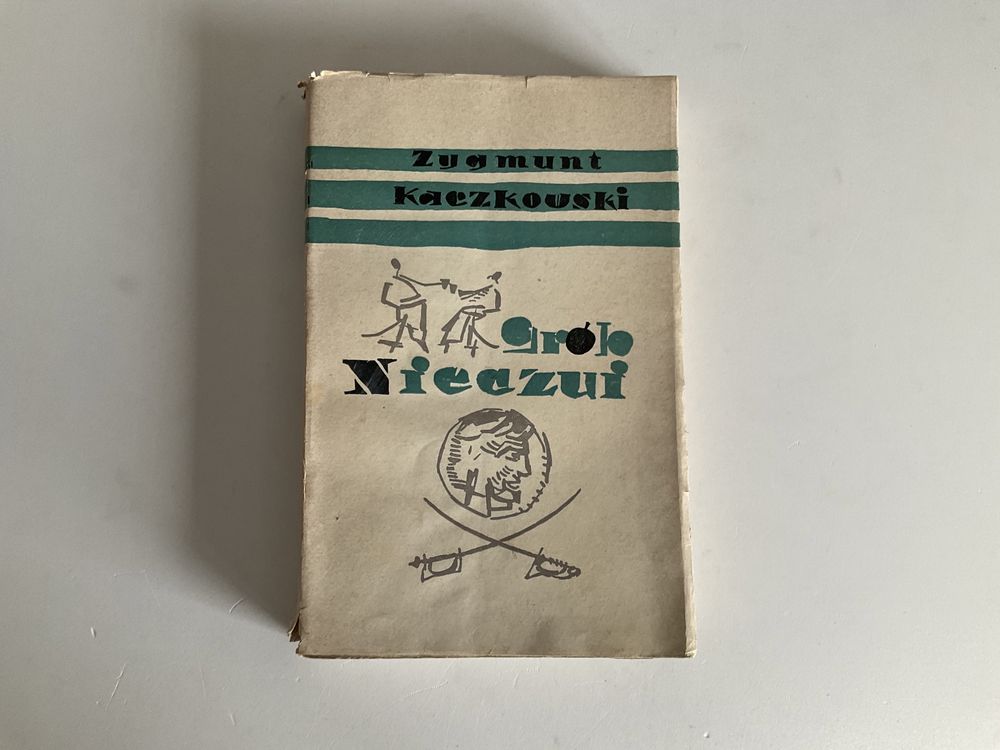 Zygmunt
Kaczkowski
grób
Nieczui